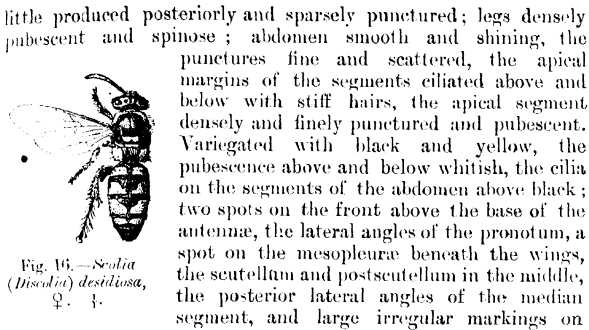 little produced posteriorly and sparsely punctured; legs densely
pubescent and spinose; abdomen smooth and shining, the
punctures fine and scattered, the apical
margins of the segments ciliated above and
below with stiff hairs, the apical segment
densely and finely punctured and pubescent.
Variegated with black and yellow, the
pubescence above and below whitish, the cilia
on the segments of the abdomen above black;
two spots on the front above the base of the
antennæ, the lateral angles of the pronotum, a
spot on the mesopleuræ beneath the wings,
the scutellum and postscutellum in the middle,
the posterior lateral angles of the median
segment, and large irregular markings on
Fig. 16.—Scolia
(Discolia) desidiosa,
♀. ¼.